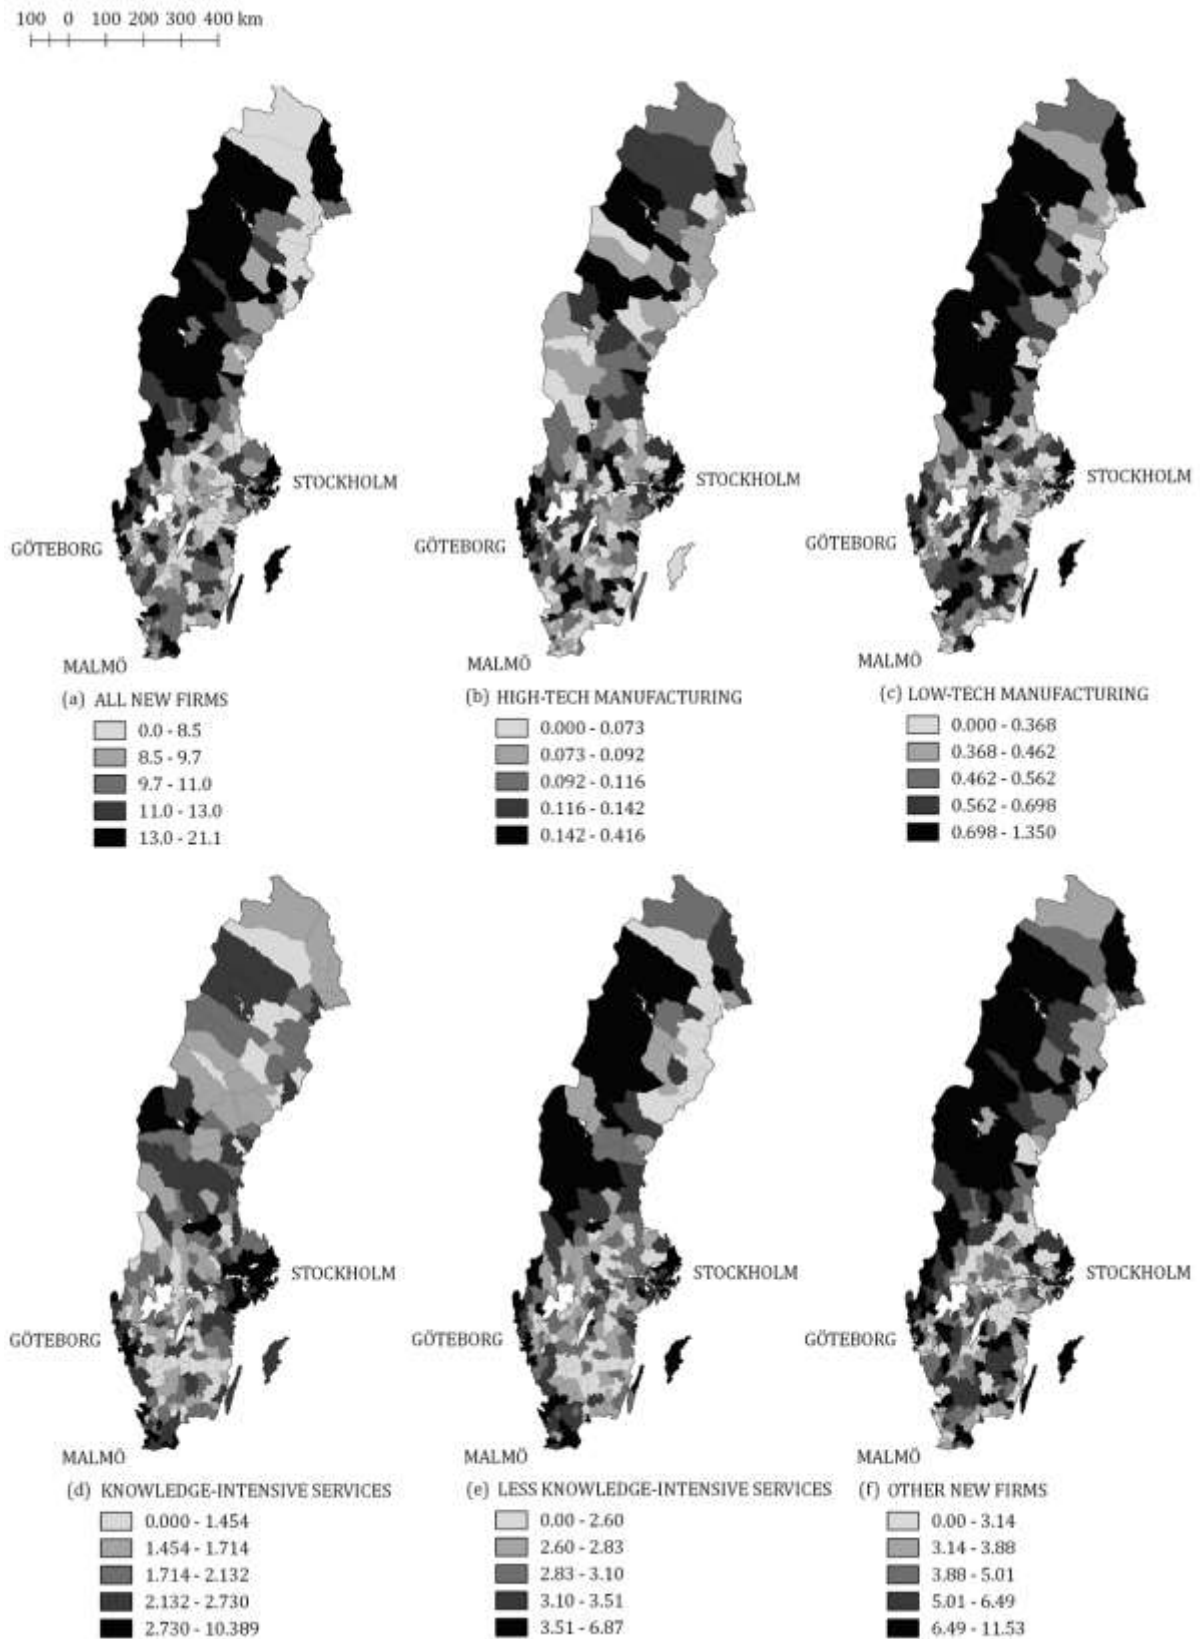 100 0 100 200 300 400 km
STOCKHOLM
GÖTEBORG
MALMÖ
(a) ALL NEW FIRMS
0.0 - 8.5
8.5 - 9.7
9.7 - 11.0
11.0 - 13.0
13.0 - 21.1
STOCKHOLM
GÖTEBORG
MALMÖ
(b) HIGH-TECH MANUFACTURING
0.000 - 0.073
0.073 - 0.092
0.092 - 0.116
0.116 - 0.142
0.142 - 0.416
STOCKHOLM
GÖTEBORG
MALMÖ
(c) LOW-TECH MANUFACTURING
0.000 - 0.368
0.368 - 0.462
0.462 - 0.562
0.562 - 0.698
0.698 - 1.350
STOCKHOLM
GÖTEBORG
MALMÖ
(d) KNOWLEDGE-INTENSIVE SERVICES
0.000 - 1.454
1.454 - 1.714
1.714 - 2.132
2.132 - 2.730
2.730 - 10.389
STOCKHOLM
GÖTEBORG
MALMÖ
(e) LESS KNOWLEDGE-INTENSIVE SERVICES
0.00 - 2.60
2.60 - 2.83
2.83 - 3.10
3.10 - 3.51
3.51 - 6.87
STOCKHOLM
GÖTEBORG
MALMÖ
(f) OTHER NEW FIRMS
0.00 - 3.14
3.14 - 3.88
3.88 - 5.01
5.01 - 6.49
6.49 - 11.53